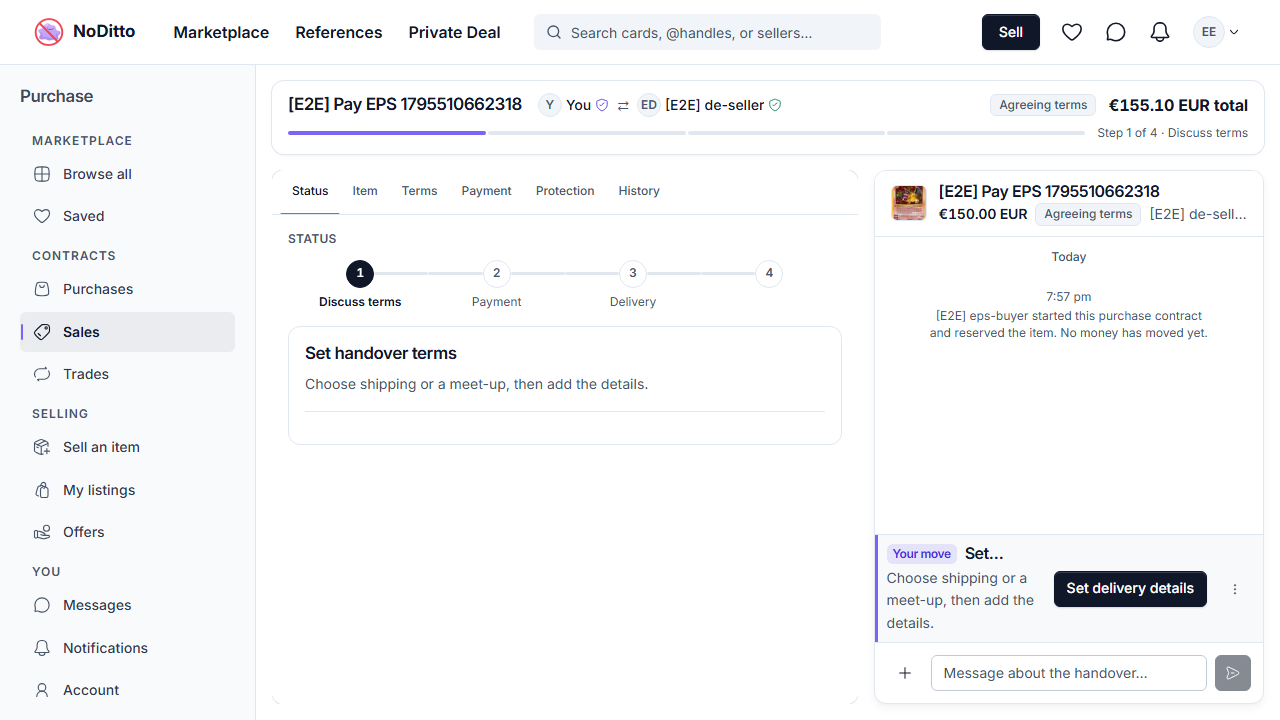 NoDitto
Marketplace
References
Private Deal
Search cards, @handles, or sellers...
Sell
EE
Purchase
MARKETPLACE
Browse all
Saved
CONTRACTS
Purchases
Sales
Trades
SELLING
Sell an item
My listings
Offers
YOU
Messages
Notifications
Account
[E2E] Pay EPS 1795510662318
Y You
ED [E2E] de-seller
Agreeing terms
€155.10 EUR total
Step 1 of 4 · Discuss terms
Status
Item
Terms
Payment
Protection
History
STATUS
1
2
3
4
Discuss terms
Payment
Delivery
Set handover terms
Choose shipping or a meet-up, then add the details.
[E2E] Pay EPS 1795510662318
€150.00 EUR
Agreeing terms
[E2E] de-sell...
Today
7:57 pm
[E2E] eps-buyer started this purchase contract
and reserved the item. No money has moved yet.
Your move
Set...
Choose shipping or a
meet-up, then add the
details.
Set delivery details
Message about the handover...